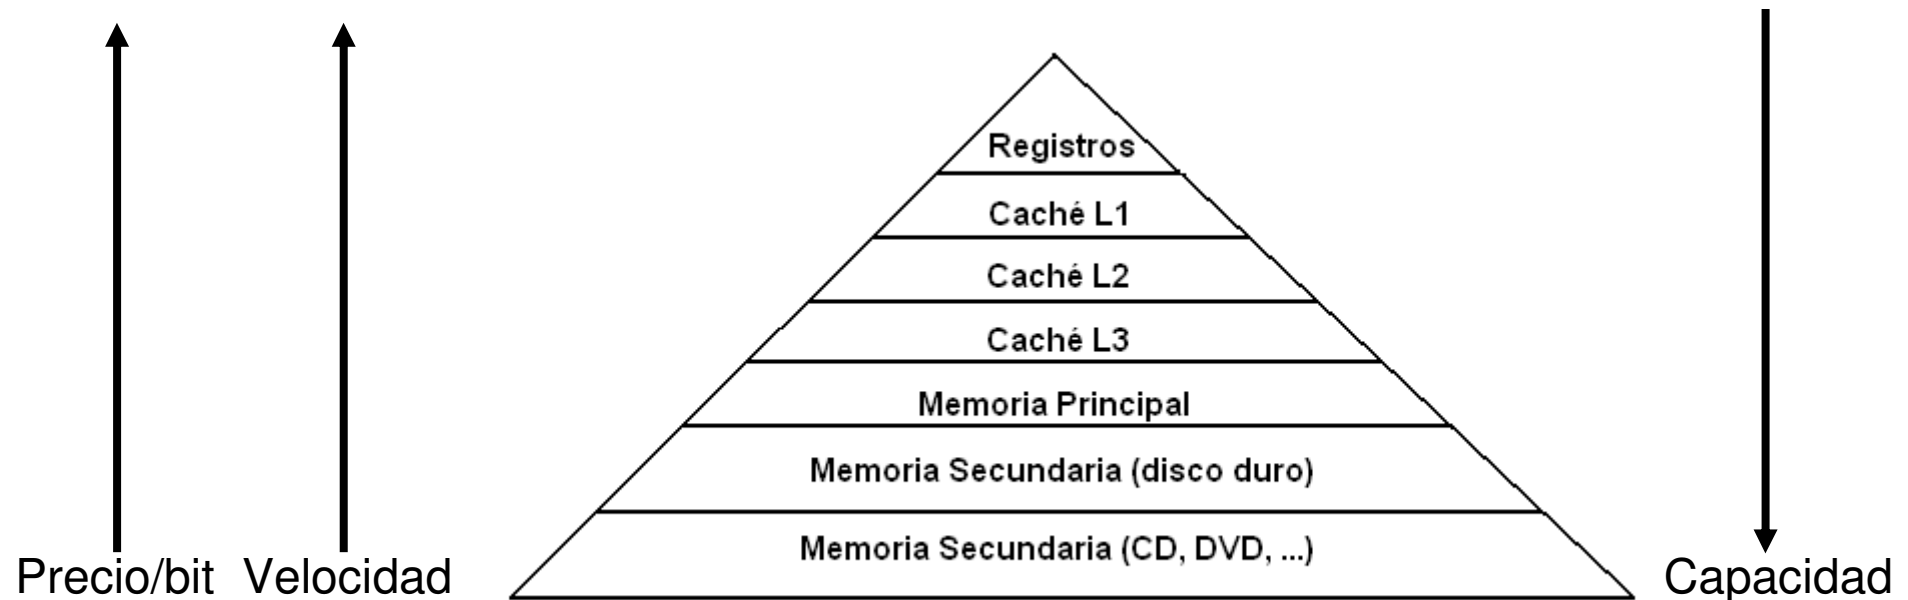 Registros
Caché L1
Caché L2
Caché L3
Memoria Principal
Memoria Secundaria (disco duro)
Memoria Secundaria (CD, DVD, ...)
Precio/bit
Velocidad
Capacidad